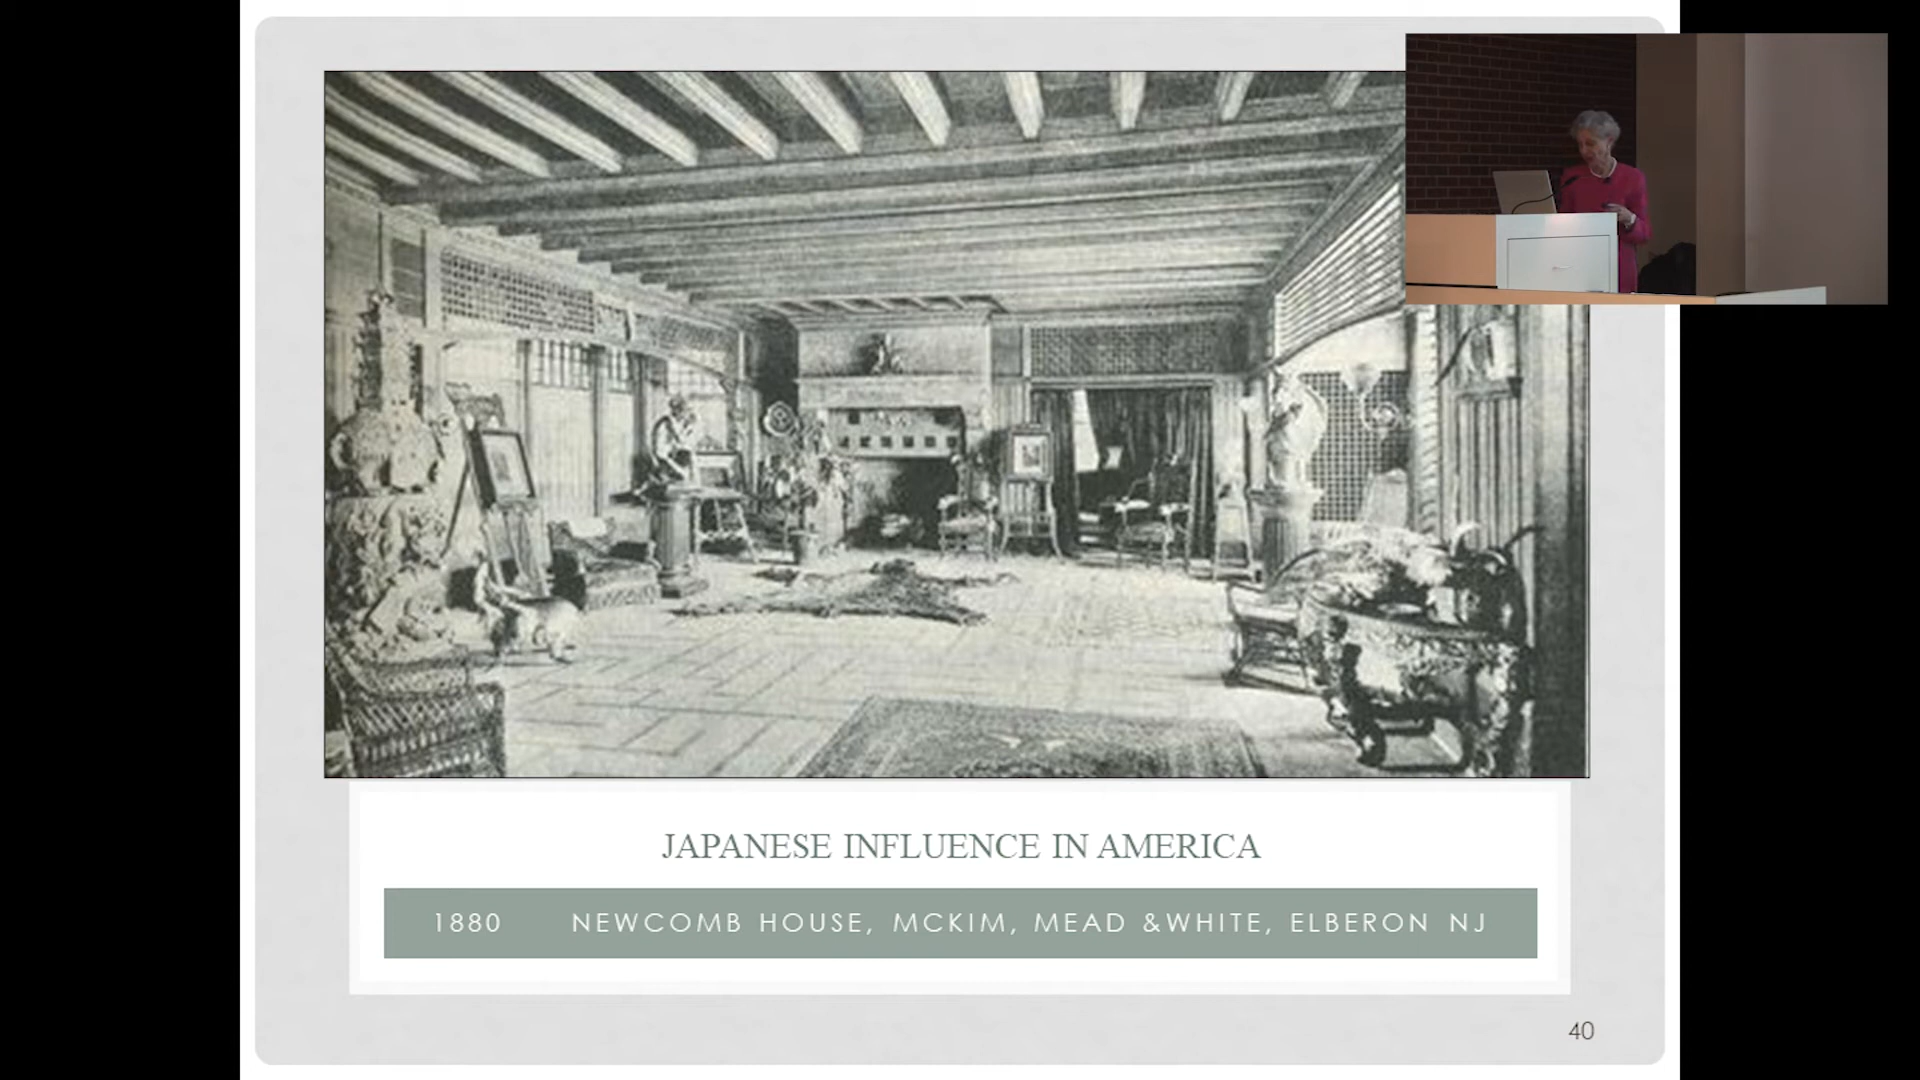 JAPANESE INFLUENCE IN AMERICA
1880 NEWCOMB HOUSE, MCKIM, MEAD &WHITE, ELBERON NJ
40